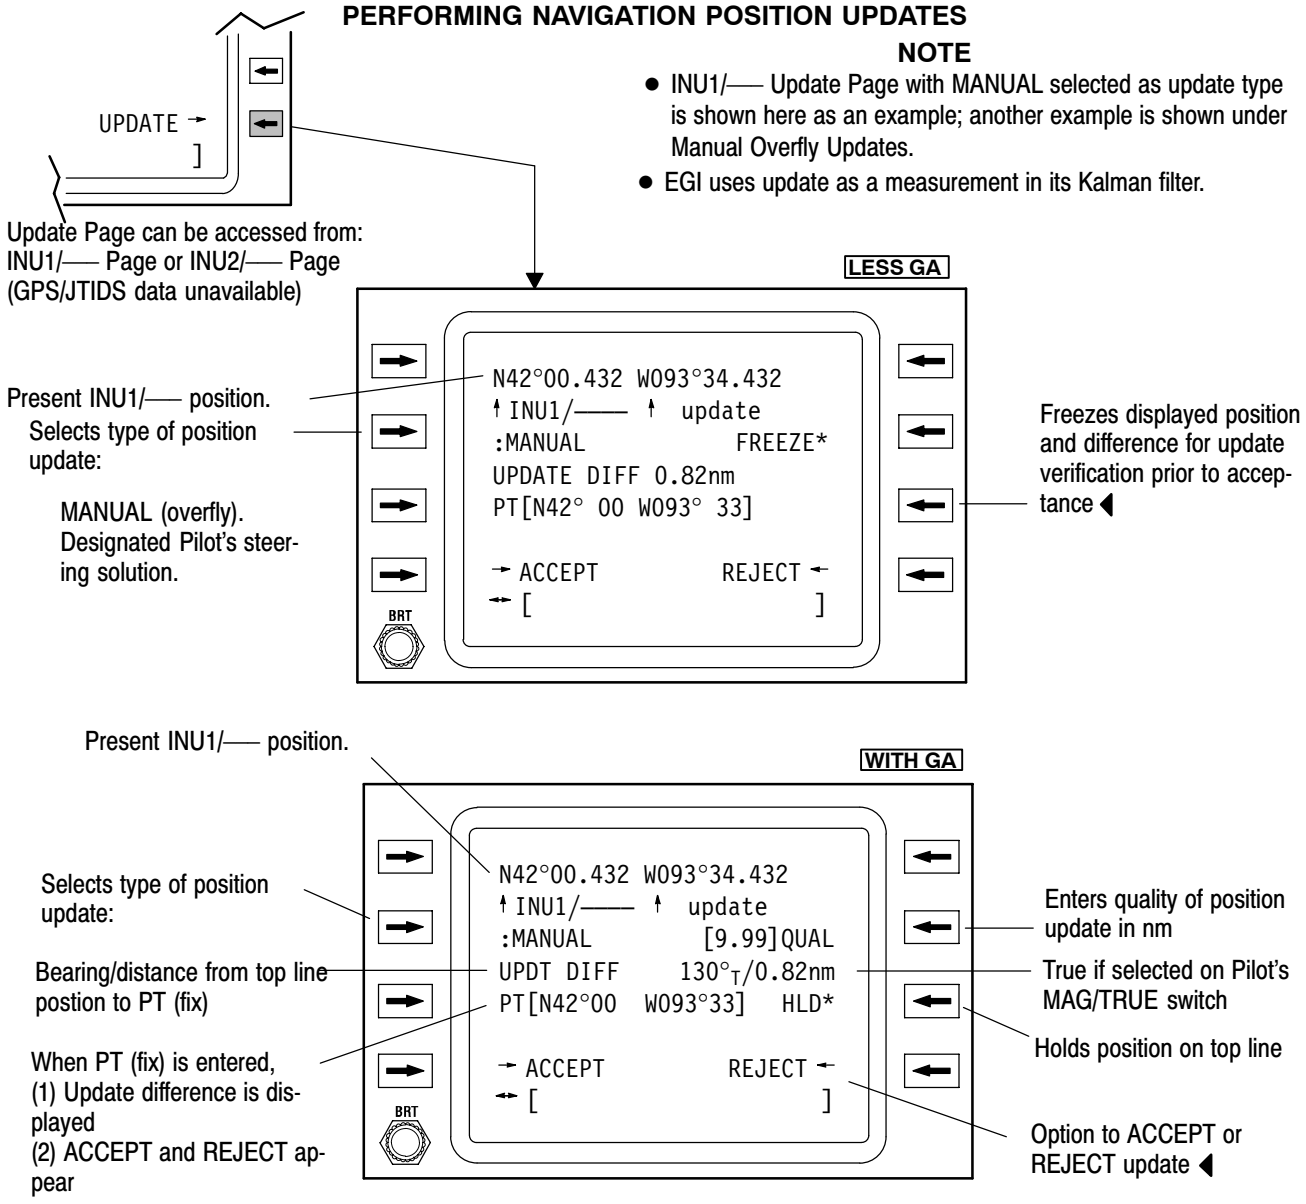 PERFORMING NAVIGATION POSITION UPDATES
NOTE
● INU1/—— Update Page with MANUAL selected as update type
is shown here as an example; another example is shown under
Manual Overfly Updates.
● EGI uses update as a measurement in its Kalman filter.
UPDATE →
]
Update Page can be accessed from:
INU1/—— Page or INU2/—— Page
(GPS/JTIDS data unavailable)
LESS GA
Present INU1/—— position.
Selects type of position
update:
MANUAL (overfly).
Designated Pilot's steer-
ing solution.
N42°00.432 W093°34.432
↑ INU1/———— ↑ update
:MANUAL FREEZE*
UPDATE DIFF 0.82nm
PT[N42° 00 W093° 33]
→ ACCEPT REJECT ←
↔ [ ]
BRT
Freezes displayed position
and difference for update
verification prior to accep-
tance ◀
Present INU1/—— position.
WITH GA
Selects type of position
update:
Bearing/distance from top line
postion to PT (fix)
When PT (fix) is entered,
(1) Update difference is dis-
played
(2) ACCEPT and REJECT ap-
pear
N42°00.432 W093°34.432
↑ INU1/———— ↑ update
:MANUAL [9.99]QUAL
UPDT DIFF 130°T/0.82nm
PT[N42°00 W093°33] HLD*
→ ACCEPT REJECT ←
↔ [ ]
BRT
Enters quality of position
update in nm
True if selected on Pilot's
MAG/TRUE switch
Holds position on top line
Option to ACCEPT or
REJECT update ◀